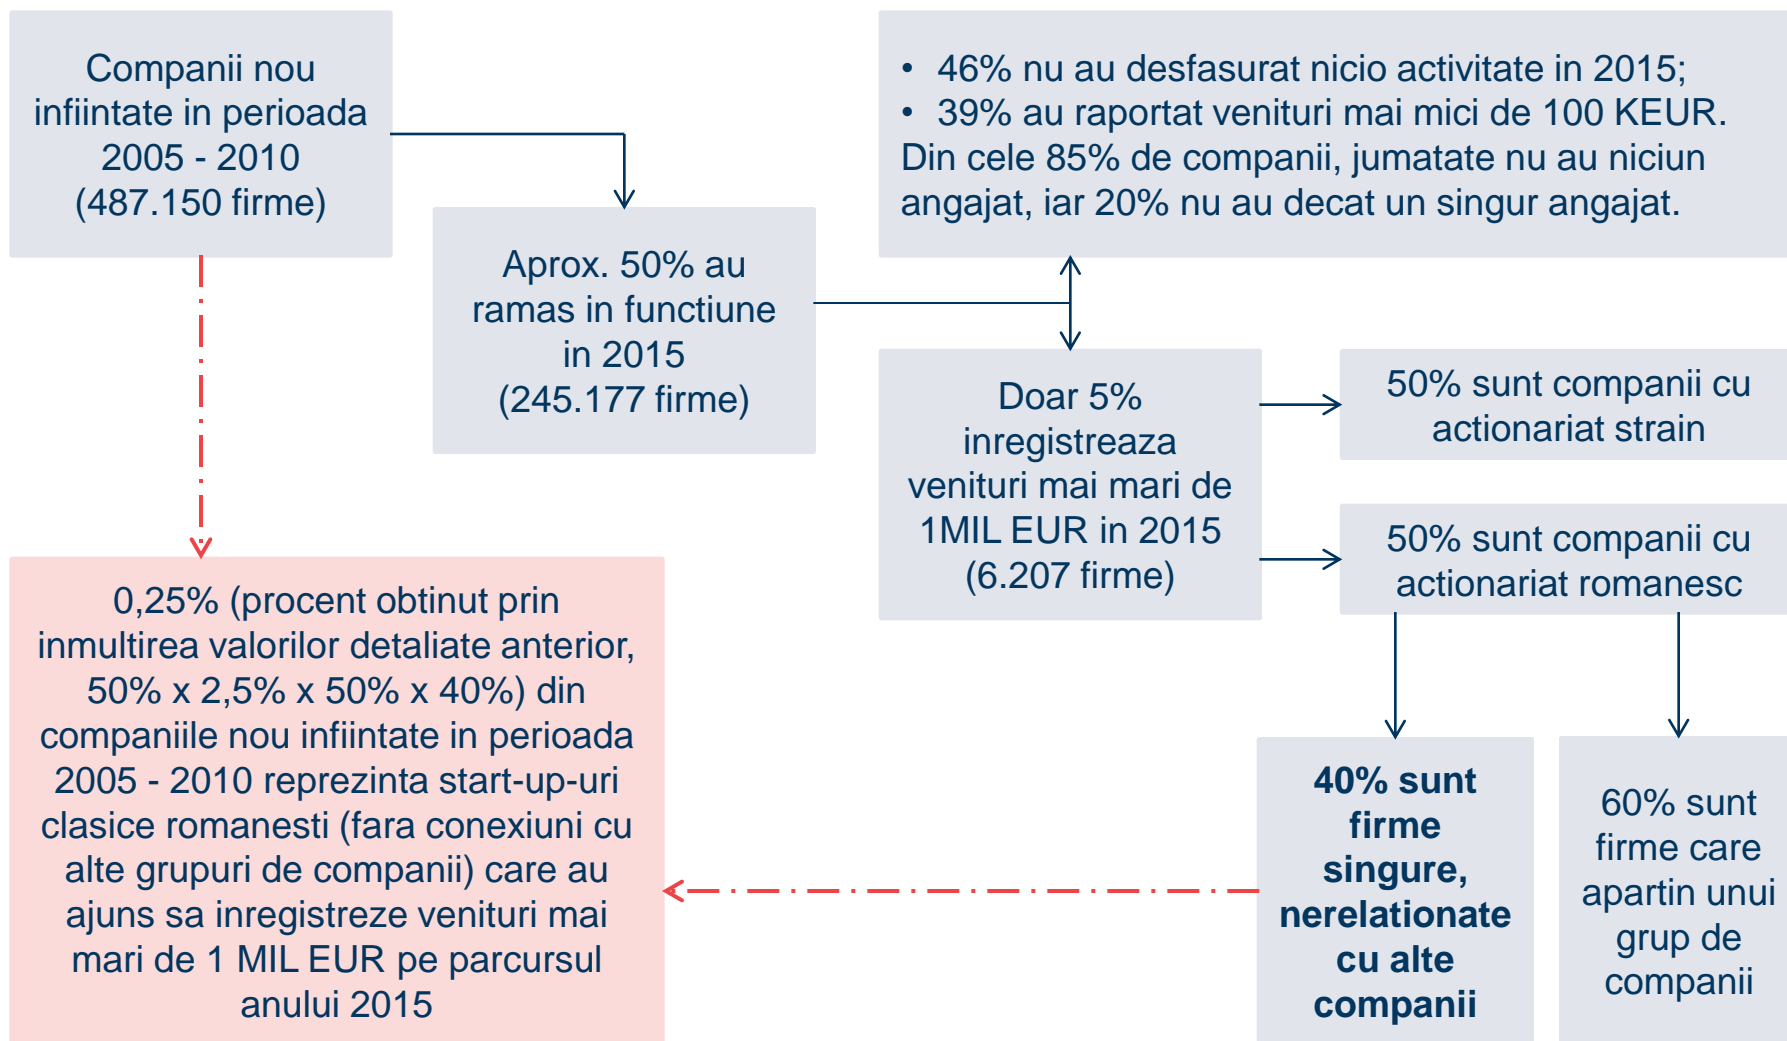 Companii nou
infiintate in perioada
2005 - 2010
(487.150 firme)
• 46% nu au desfasurat nicio activitate in 2015;
• 39% au raportat venituri mai mici de 100 KEUR.
Din cele 85% de companii, jumatate nu au niciun
angajat, iar 20% nu au decat un singur angajat.
Aprox. 50% au
ramas in functiune
in 2015
(245.177 firme)
Doar 5%
inregistreaza
venituri mai mari de
1MIL EUR in 2015
(6.207 firme)
50% sunt companii cu
actionariat strain
50% sunt companii cu
actionariat romanesc
0,25% (procent obtinut prin
inmultirea valorilor detaliate anterior,
50% x 2,5% x 50% x 40%) din
companiile nou infiintate in perioada
2005 - 2010 reprezinta start-up-uri
clasice romanesti (fara conexiuni cu
alte grupuri de companii) care au
ajuns sa inregistreze venituri mai
mari de 1 MIL EUR pe parcursul
anului 2015
40% sunt
firme
singure,
nerelationate
cu alte
companii
60% sunt
firme care
apartin unui
grup de
companii